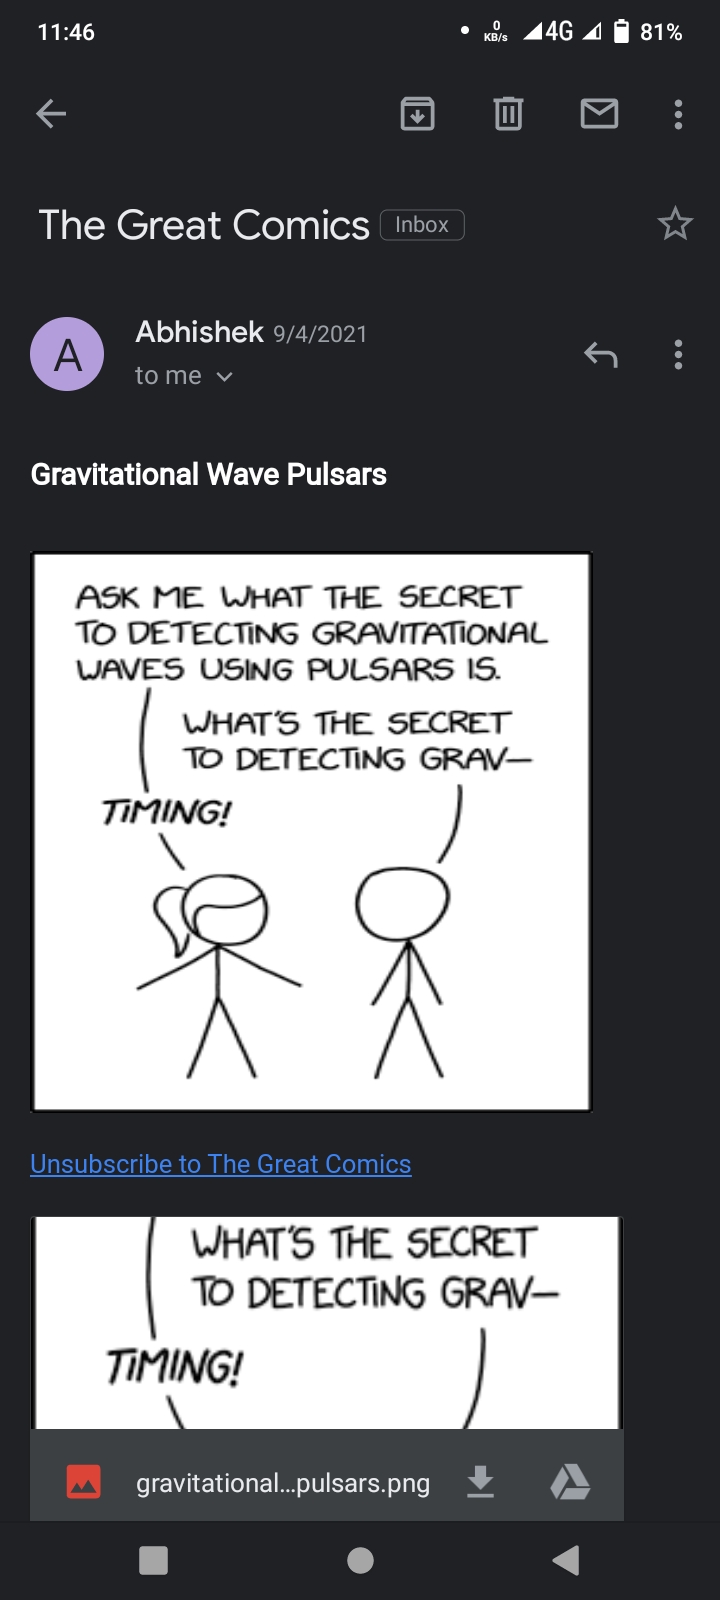 11:46
0
KB/s
4G
81%
The Great Comics
Inbox
A
Abhishek 9/4/2021
to me
Gravitational Wave Pulsars
ASK ME WHAT THE SECRET
TO DETECTING GRAVITATIONAL
WAVES USING PULSARS IS.
WHAT'S THE SECRET
TO DETECTING GRAV—
TIMING!
Unsubscribe to The Great Comics
WHAT'S THE SECRET
TO DETECTING GRAV—
TIMING!
gravitational...pulsars.png